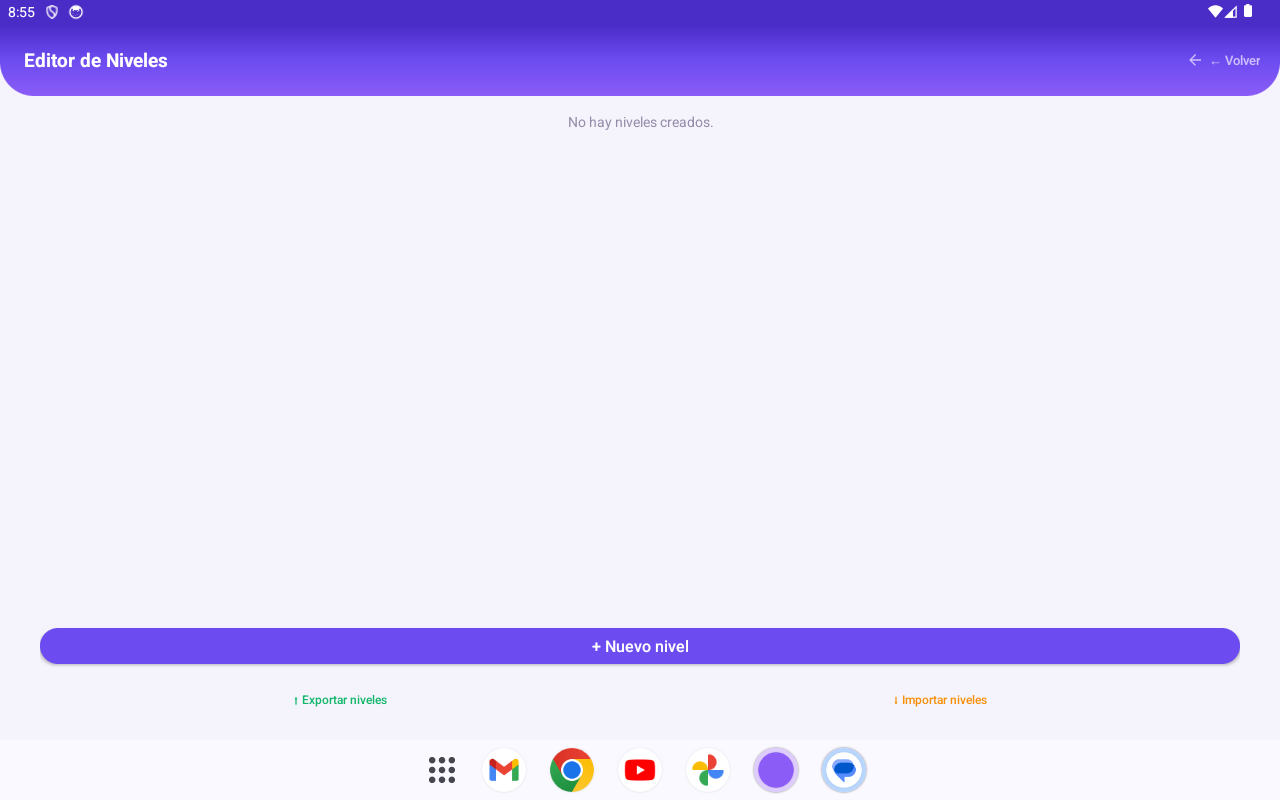 8:55
Editor de Niveles
← Volver
No hay niveles creados.
+ Nuevo nivel
↑ Exportar niveles
↓ Importar niveles